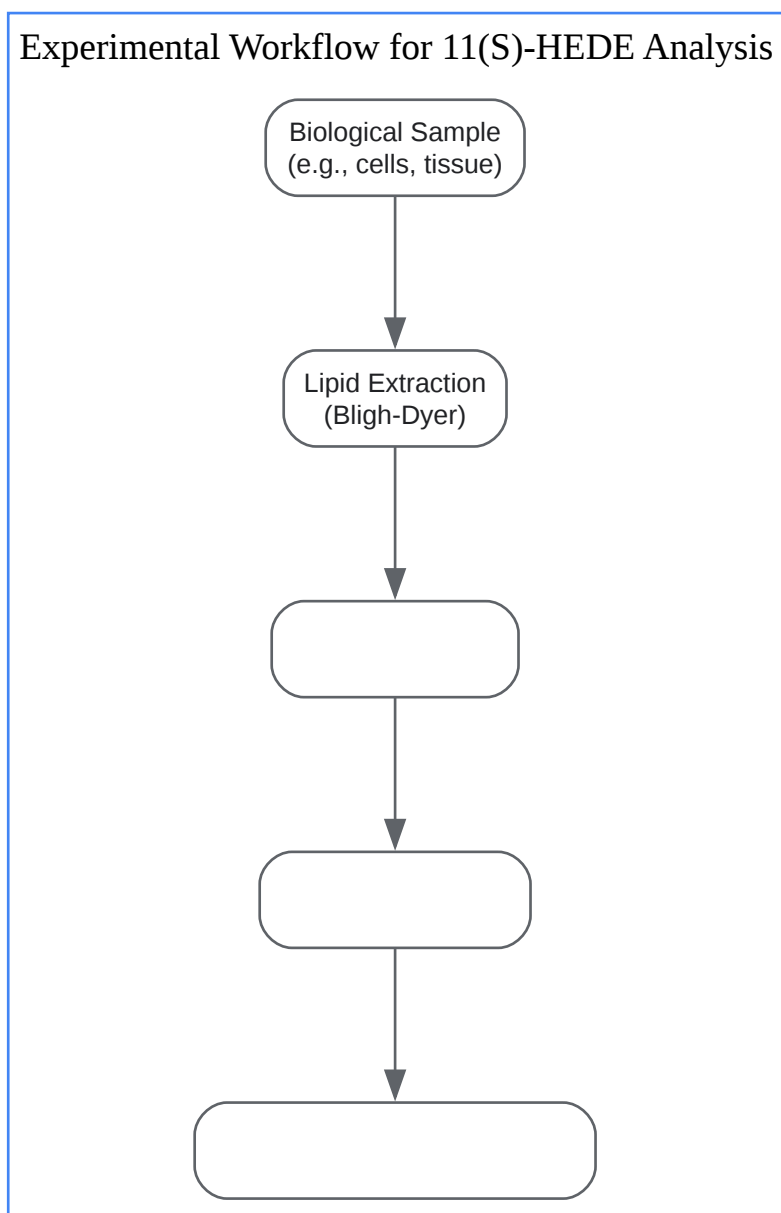 Experimental Workflow for 11(S)-HEDE Analysis
Biological Sample
(e.g., cells, tissue)
Lipid Extraction
(Bligh-Dyer)